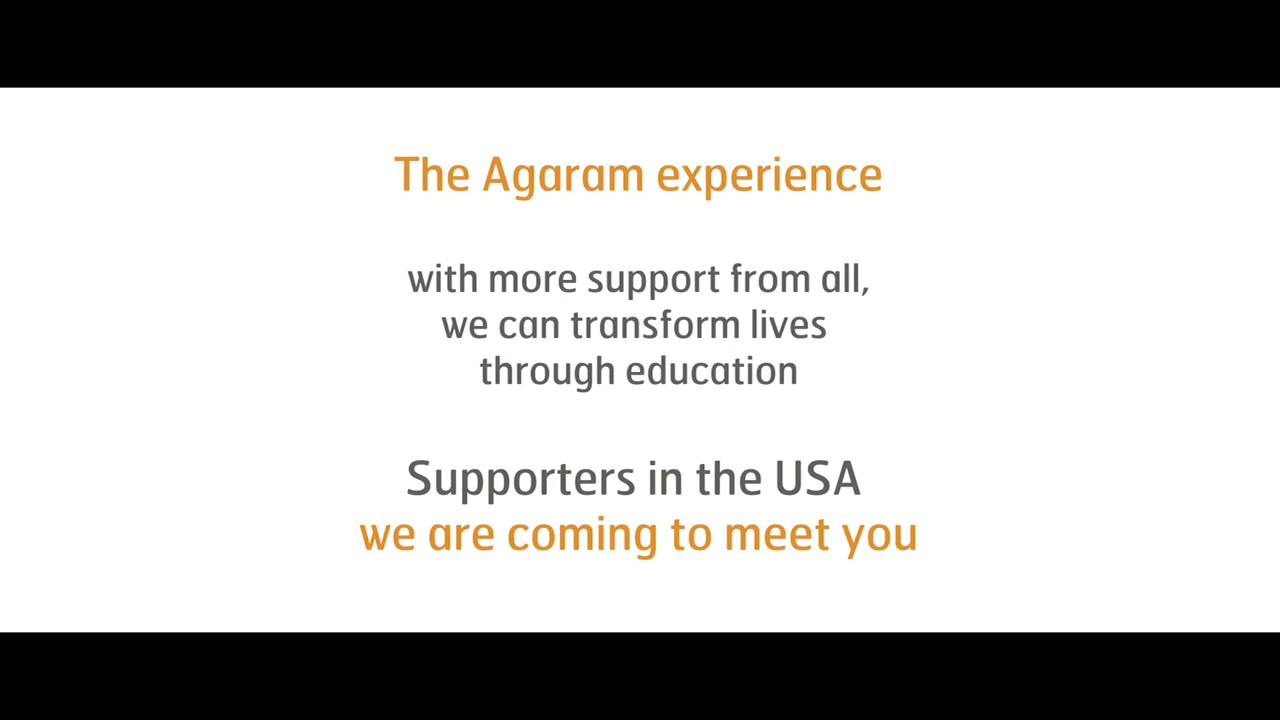 The Agaram experience
with more support from all,
we can transform lives
through education
Supporters in the USA
we are coming to meet you